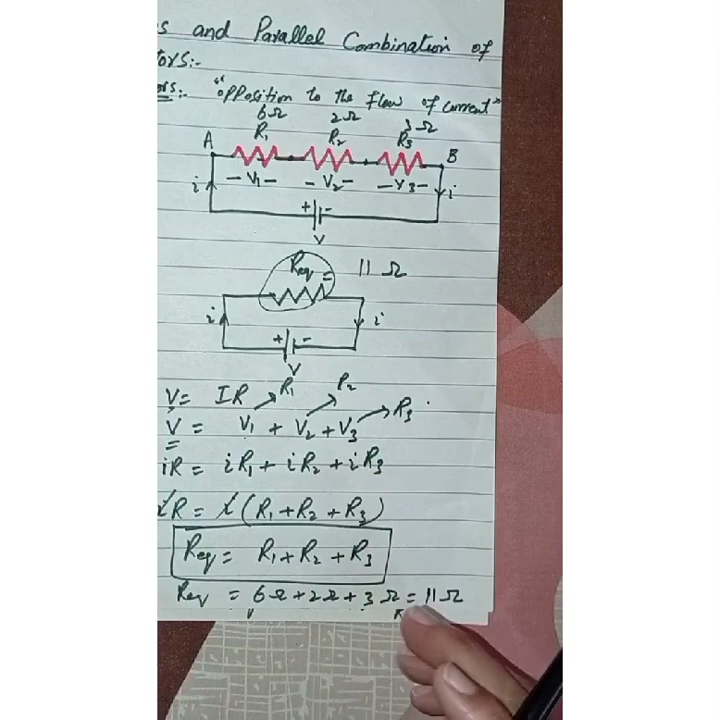 s and Parallel Combination of
tors:-
ors:- "opposition to the flow of current"
6Ω 2Ω 3Ω
A R₁ R₂ R₃ B
i -V₁- -V₂- -V₃- i
+ -
V
Req = 11 Ω
i i
+ -
V
V = IR R₁ R₂ R₃
V = V₁ + V₂ + V₃
iR = iR₁ + iR₂ + iR₃
iR = i (R₁ + R₂ + R₃)
Req = R₁ + R₂ + R₃
Req = 6Ω + 2Ω + 3Ω = 11Ω